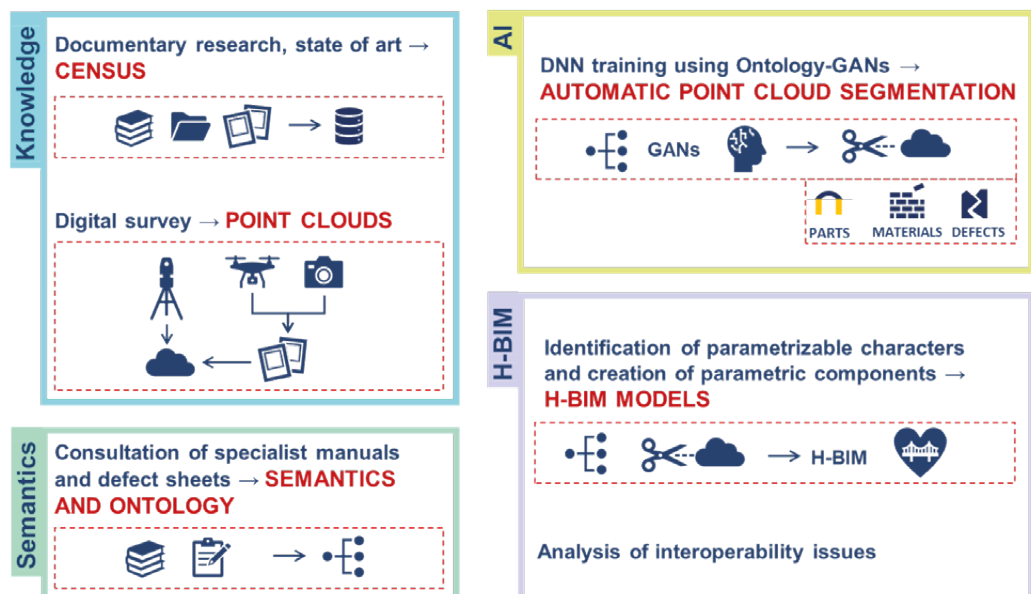 Knowledge
Documentary research, state of art →
CENSUS
Digital survey → POINT CLOUDS
Semantics
Consultation of specialist manuals
and defect sheets → SEMANTICS
AND ONTOLOGY
AI
DNN training using Ontology-GANs →
AUTOMATIC POINT CLOUD SEGMENTATION
GANs
PARTS MATERIALS DEFECTS
H-BIM
Identification of parametrizable characters
and creation of parametric components →
H-BIM MODELS
H-BIM
Analysis of interoperability issues